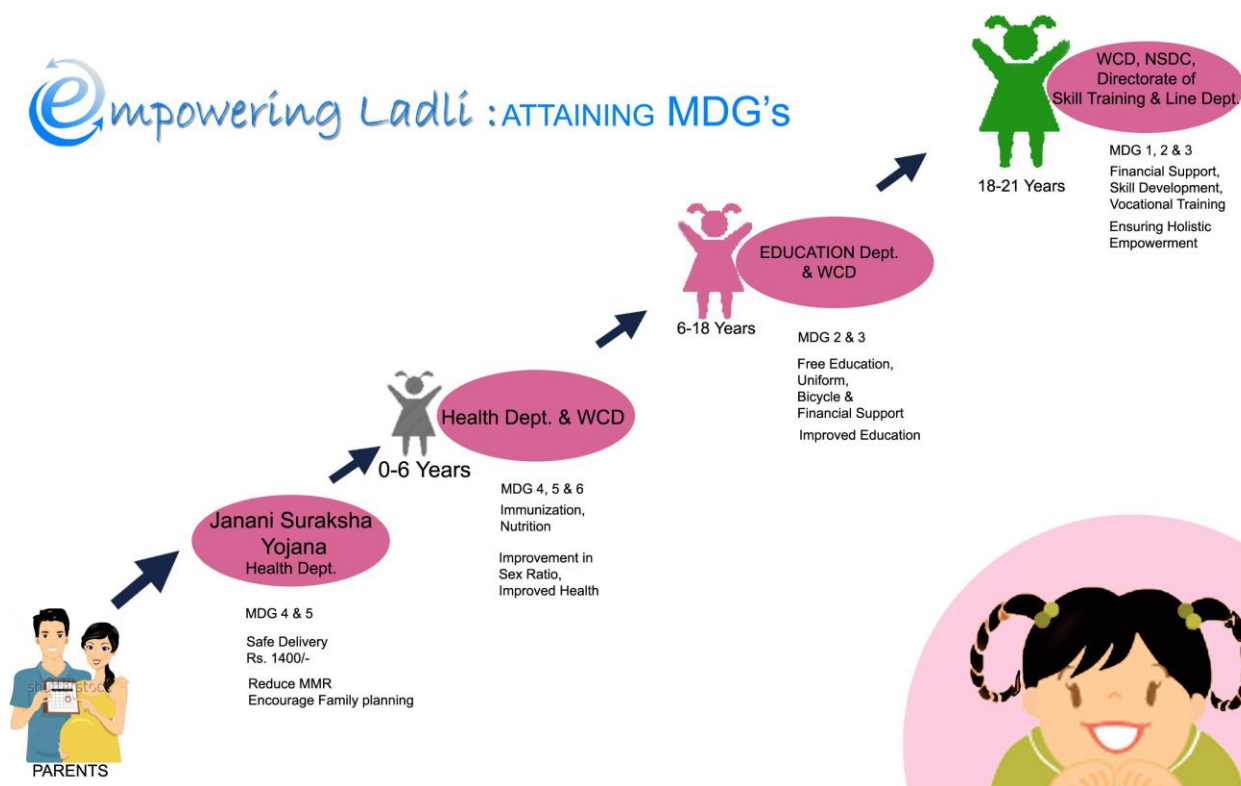 empowering Ladli : ATTAINING MDG's
PARENTS
shutterstock
Janani Suraksha
Yojana
Health Dept.
MDG 4 & 5
Safe Delivery
Rs. 1400/-
Reduce MMR
Encourage Family planning
0-6 Years
Health Dept. & WCD
MDG 4, 5 & 6
Immunization,
Nutrition
Improvement in
Sex Ratio,
Improved Health
6-18 Years
EDUCATION Dept.
& WCD
MDG 2 & 3
Free Education,
Uniform,
Bicycle &
Financial Support
Improved Education
18-21 Years
WCD, NSDC,
Directorate of
Skill Training & Line Dept.
MDG 1, 2 & 3
Financial Support,
Skill Development,
Vocational Training
Ensuring Holistic
Empowerment